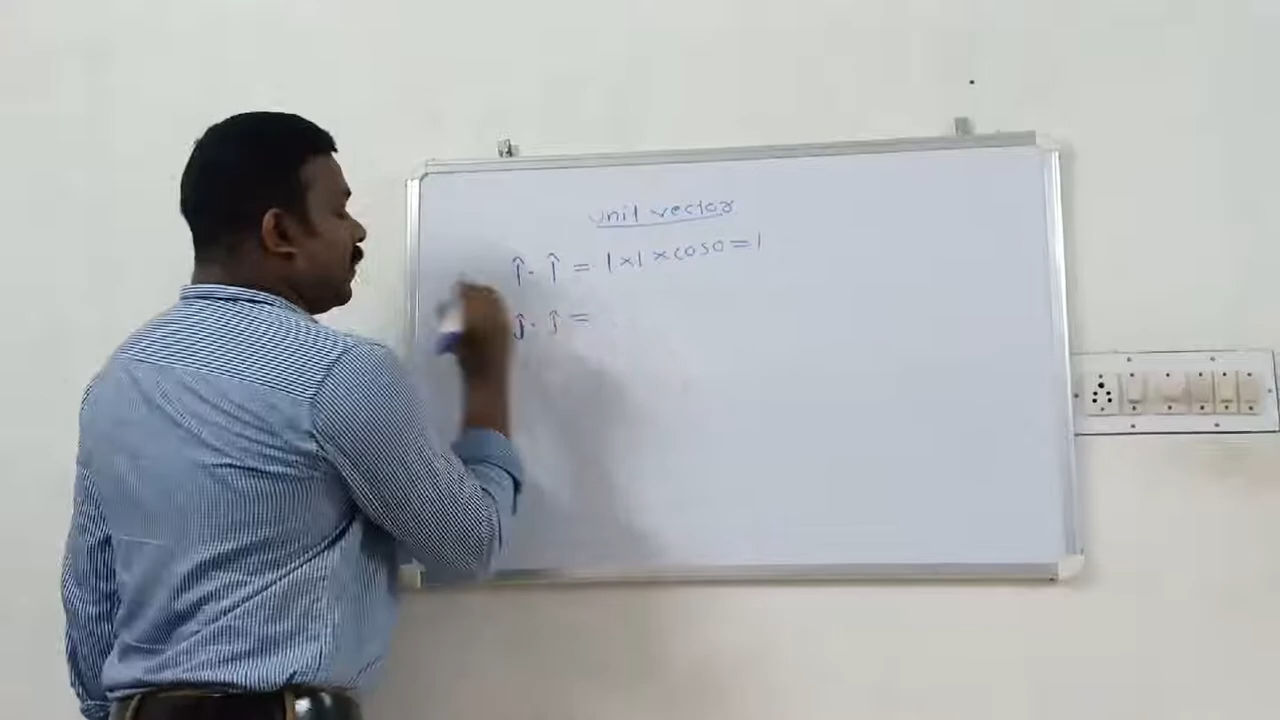 unit vector
î. î = 1×1×cos0=1
ĵ. ĵ =